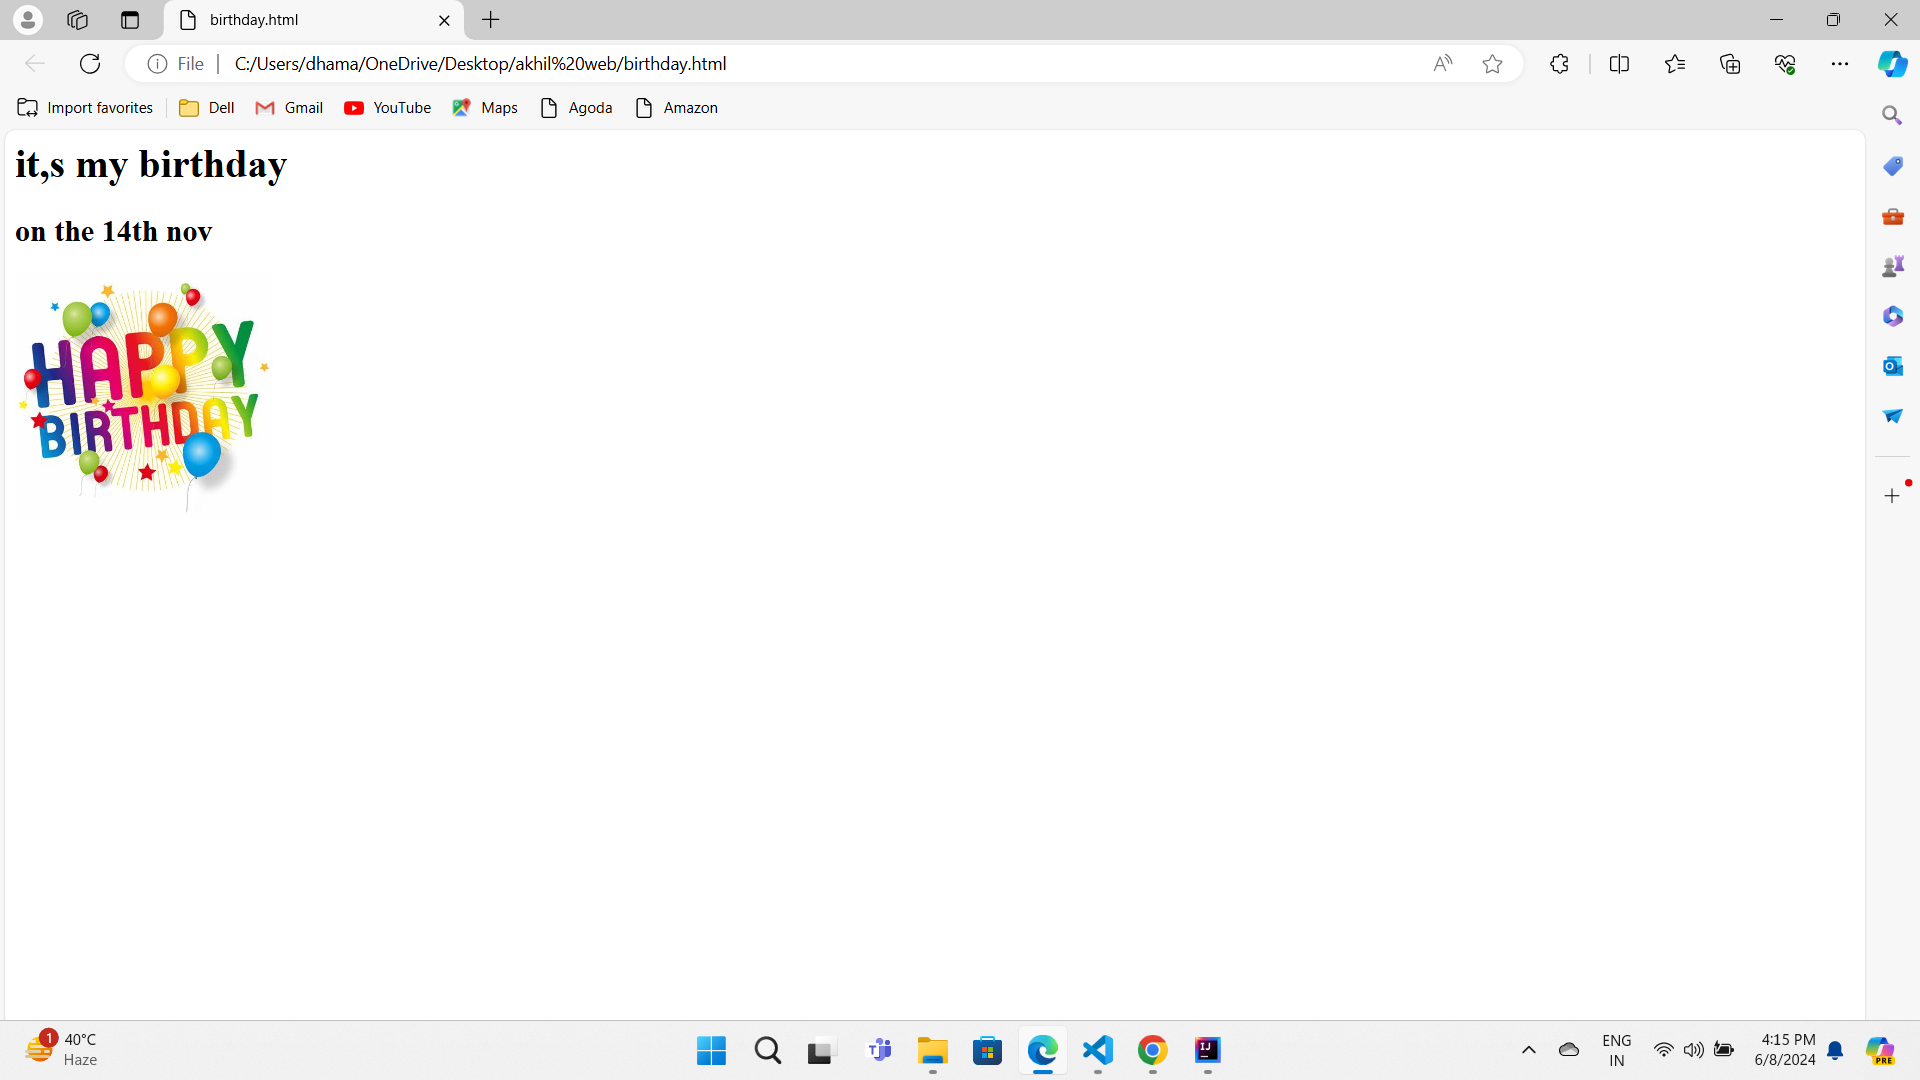 birthday.html
File
C:/Users/dhama/OneDrive/Desktop/akhil%20web/birthday.html
Import favorites
Dell
Gmail
YouTube
Maps
Agoda
Amazon
it,s my birthday
on the 14th nov
HAPPY
BIRTHDAY
1
40°C
Haze
ENG
IN
4:15 PM
6/8/2024
PRE